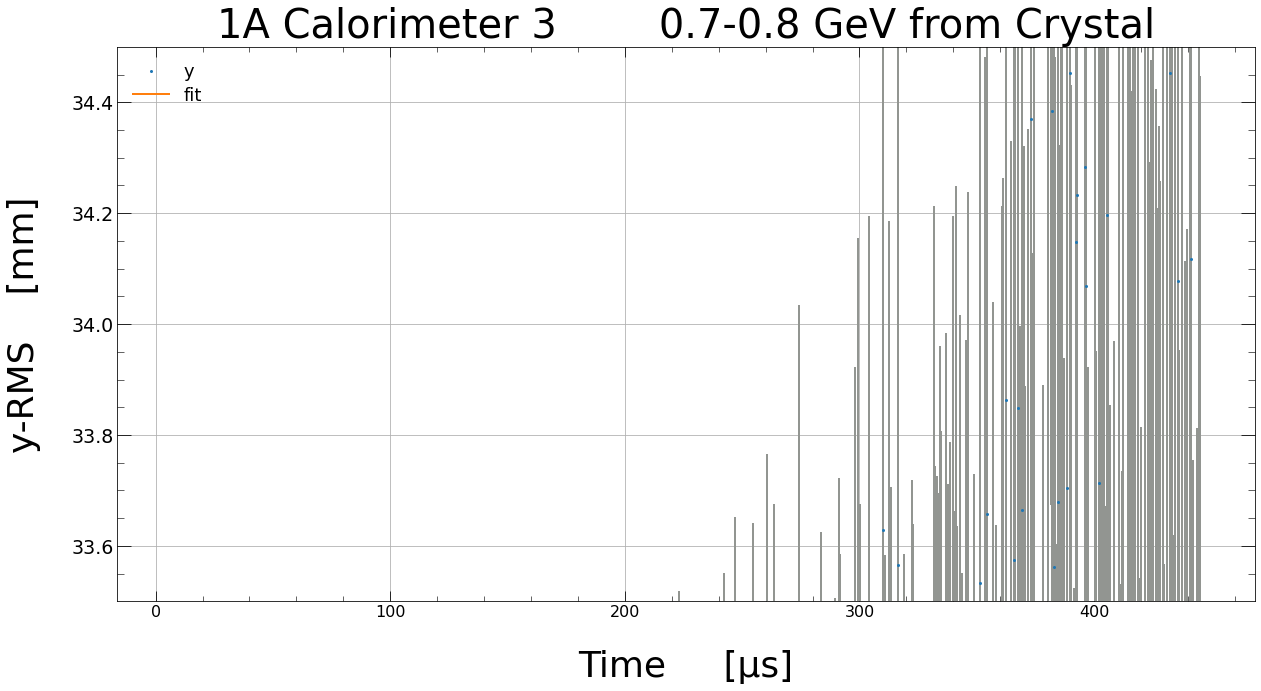 1A Calorimeter 3 0.7-0.8 GeV from Crystal
y
fit
34.4
34.2
34.0
33.8
33.6
y-RMS [mm]
0 100 200 300 400
Time [µs]